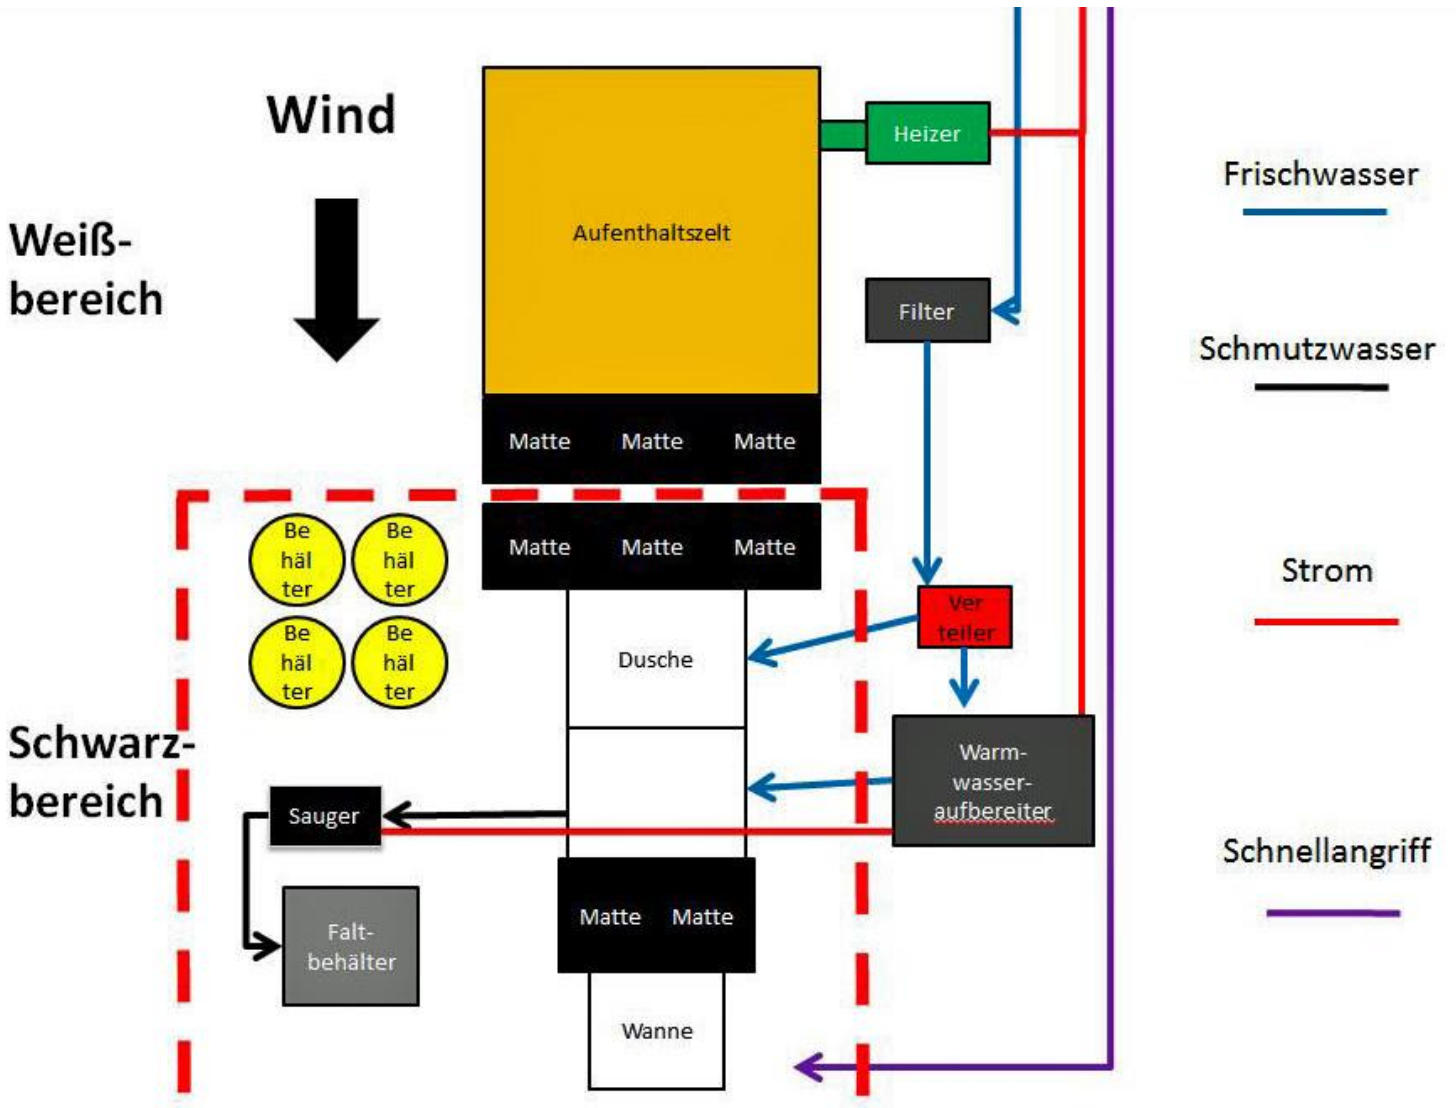 Wind
Heizer
Frischwasser
Weiß-
bereich
Aufenthaltszelt
Filter
Schmutzwasser
Matte Matte Matte
Be
häl
ter
Be
häl
ter
Matte Matte Matte
Strom
Ver
teiler
Be
häl
ter
Be
häl
ter
Dusche
Schwarz-
bereich
Warm-
wasser-
aufbereiter
Sauger
Schnellangriff
Matte Matte
Falt-
behälter
Wanne